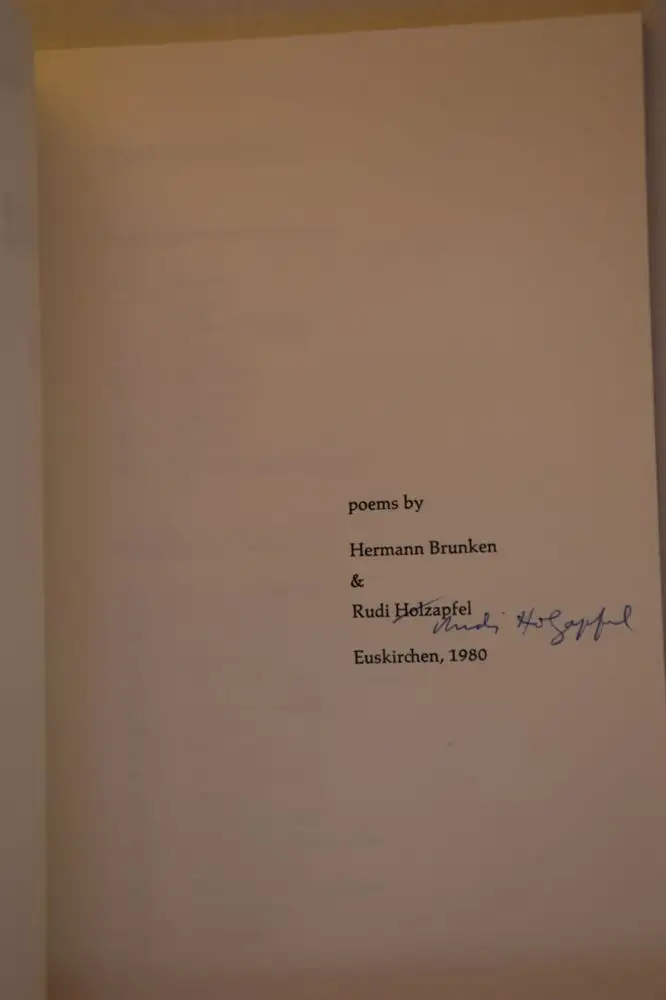 poems by
Hermann Brunken
&
Rudi Holzapfel
Rudi Holzapfel
Euskirchen, 1980